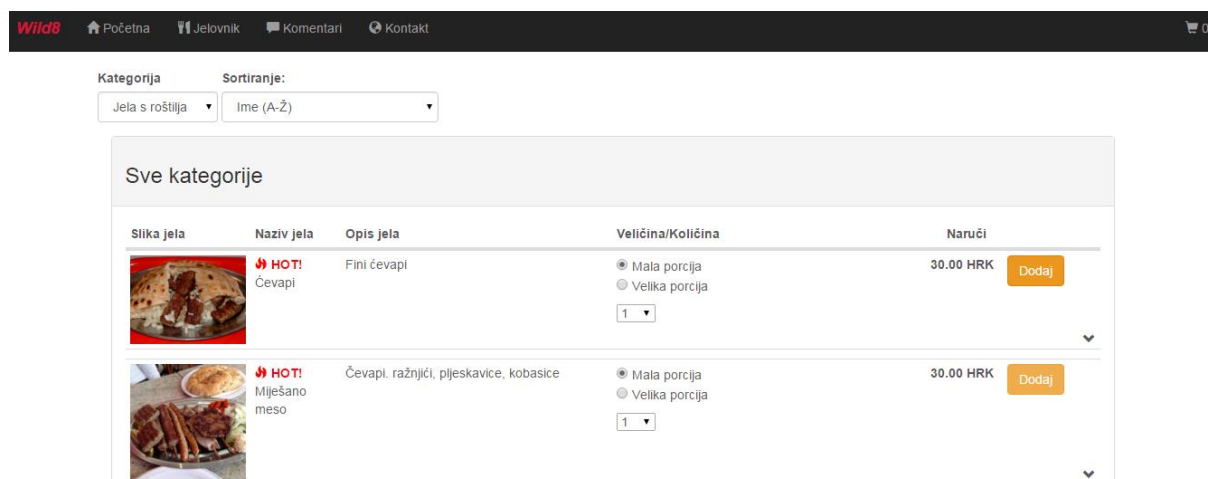 Wild8 Početna Jelovnik Komentari Kontakt 0
Kategorija Sortiranje:
Jela s roštilja Ime (A-Ž)
Sve kategorije
Slika jela Naziv jela Opis jela Veličina/Količina Naruči
HOT! Fini ćevapi Mala porcija 30.00 HRK Dodaj
Ćevapi Velika porcija
1
HOT! Čevapi. ražnjići, pljeskavice, kobasice Mala porcija 30.00 HRK Dodaj
Miješano Velika porcija
meso
1